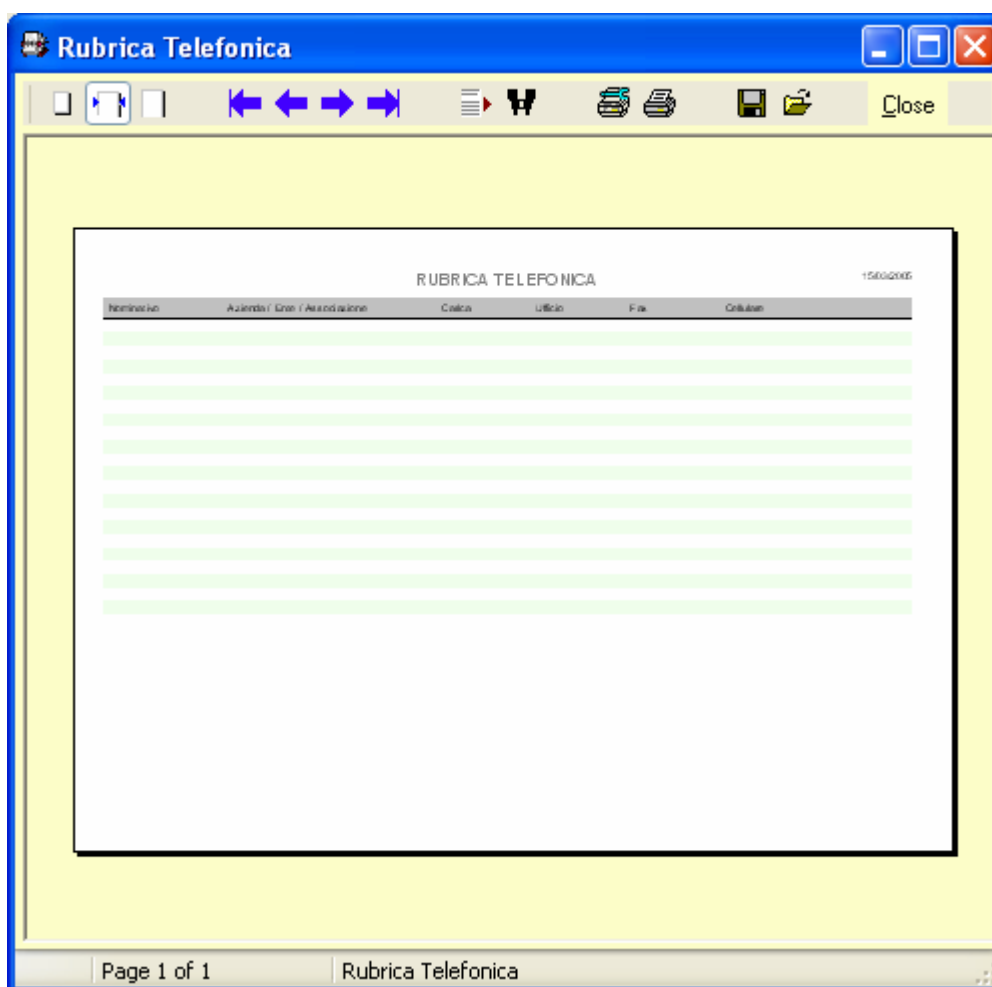 Rubrica Telefonica
Close
RUBRICA TELEFONICA
15/03/2005
Nominativo Azienda / Ente / Associazione Carica Ufficio Fax Cellulare
Page 1 of 1 Rubrica Telefonica